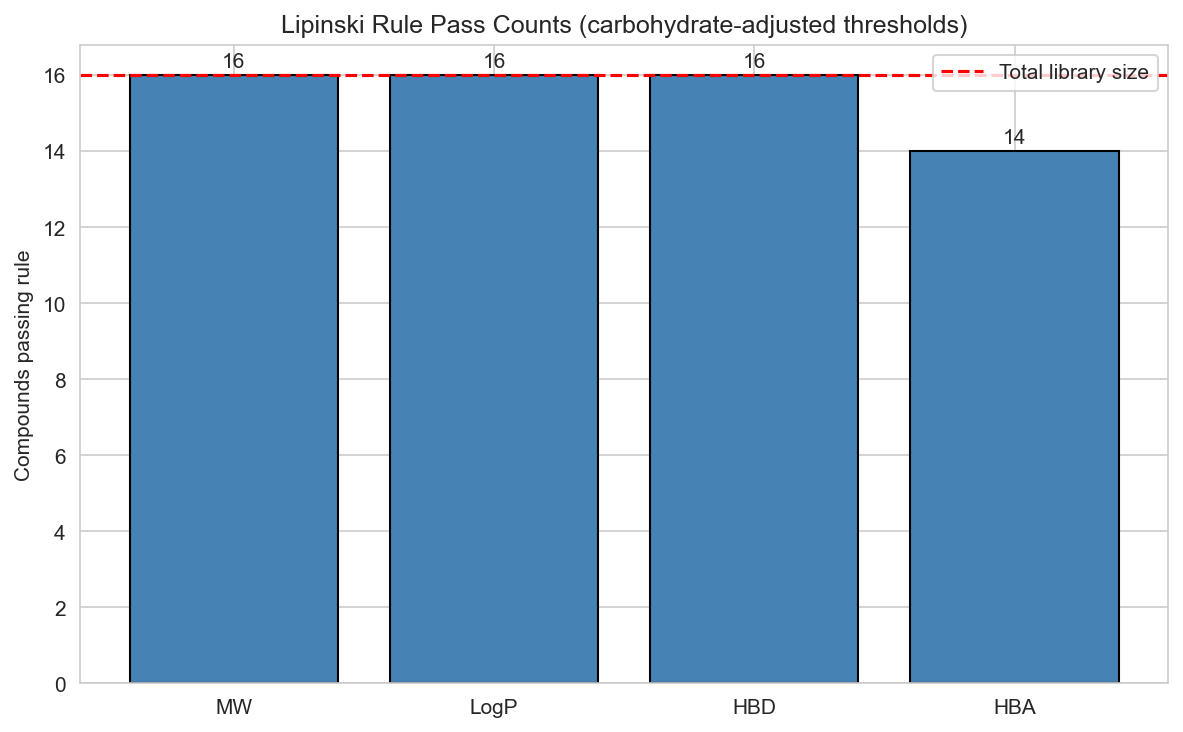 Lipinski Rule Pass Counts (carbohydrate-adjusted thresholds)
Total library size
16
16
16
14
Compounds passing rule
16
14
12
10
8
6
4
2
0
MW
LogP
HBD
HBA